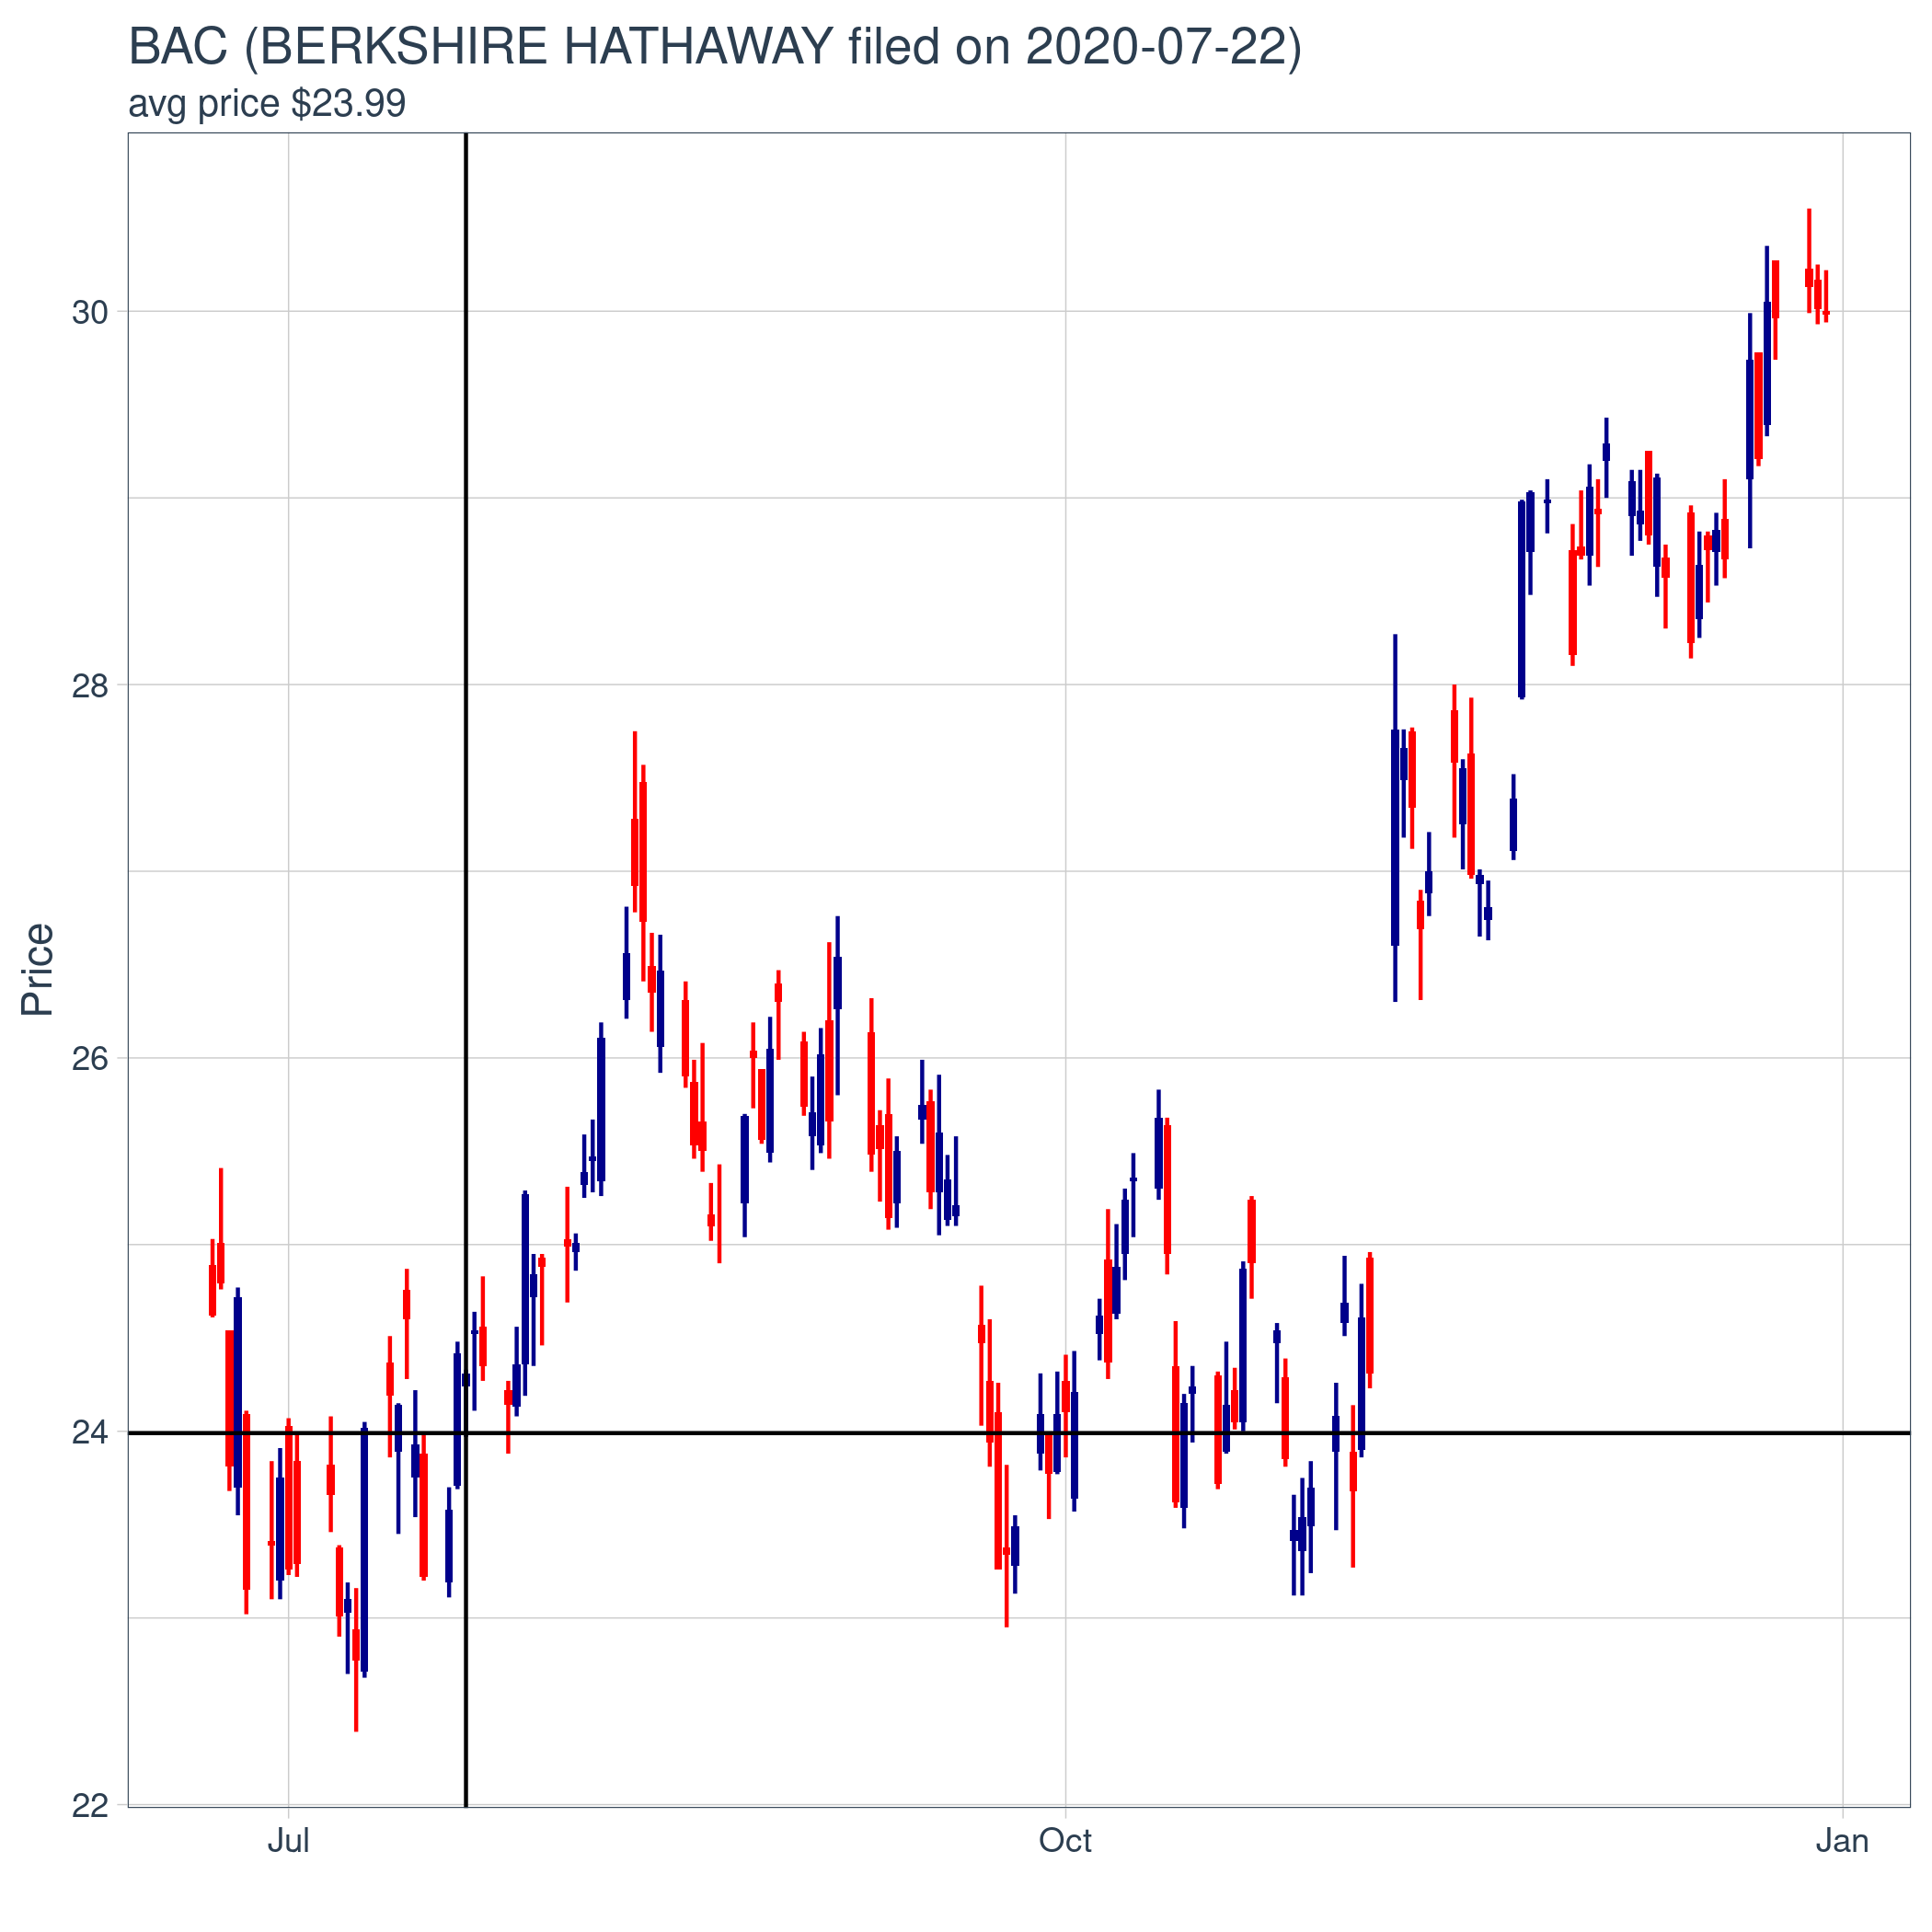 BAC (BERKSHIRE HATHAWAY filed on 2020-07-22)
avg price $23.99
Price
30
28
26
24
22
Jul
Oct
Jan